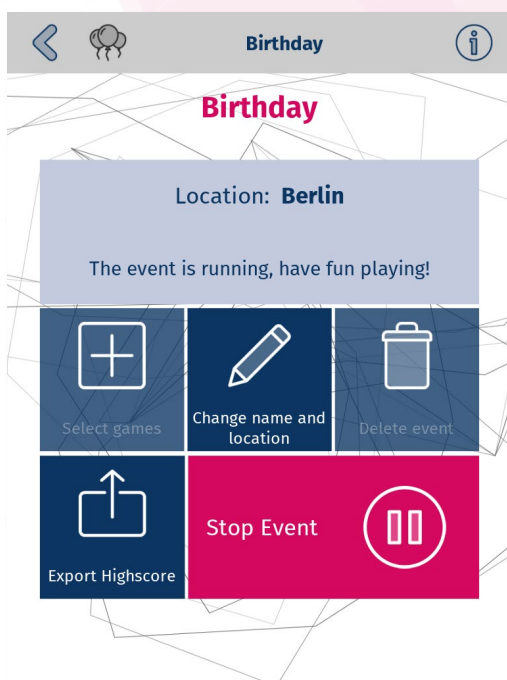 Birthday
Birthday
Location: Berlin
The event is running, have fun playing!
Select games
Change name and
location
Delete event
Export Highscore
Stop Event